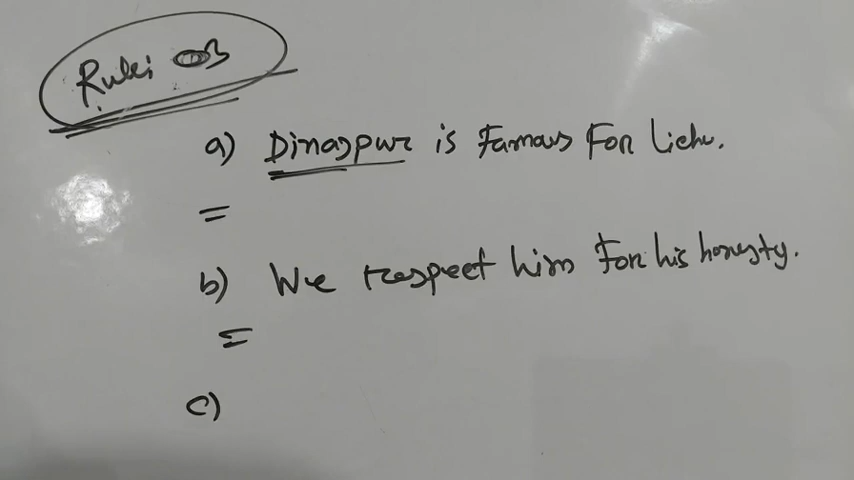 Rule: 03
a) Dinajpur is famous For Lichu.
=
b) We respect him For his honesty.
=
c)